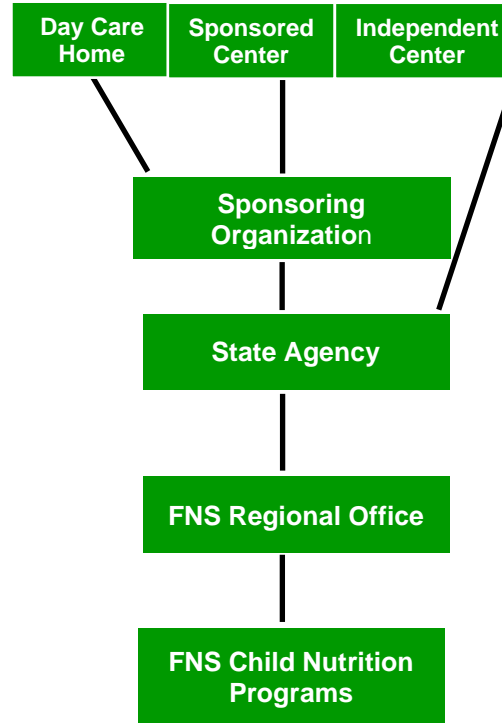 Day Care
Home
Sponsored
Center
Independent
Center
Sponsoring
Organization
State Agency
FNS Regional Office
FNS Child Nutrition
Programs